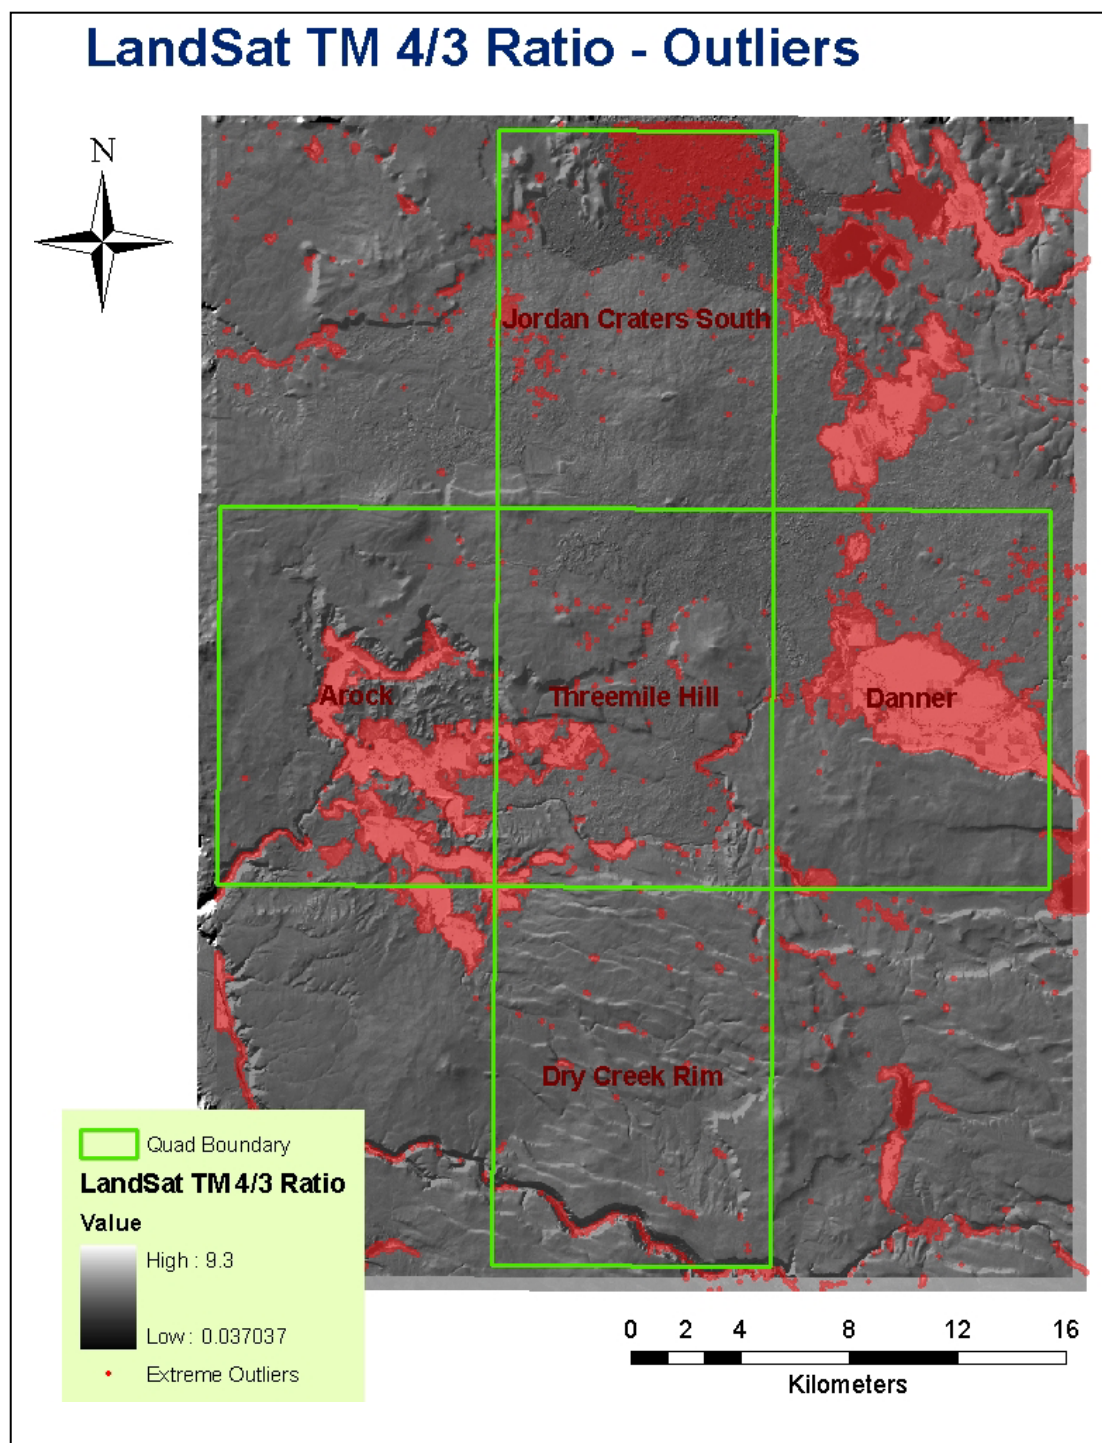 LandSat TM 4/3 Ratio - Outliers
N
Jordan Craters South
Arock
Threemile Hill
Danner
Dry Creek Rim
Quad Boundary
LandSat TM 4/3 Ratio
Value
High : 9.3
Low : 0.037037
Extreme Outliers
0 2 4 8 12 16
Kilometers